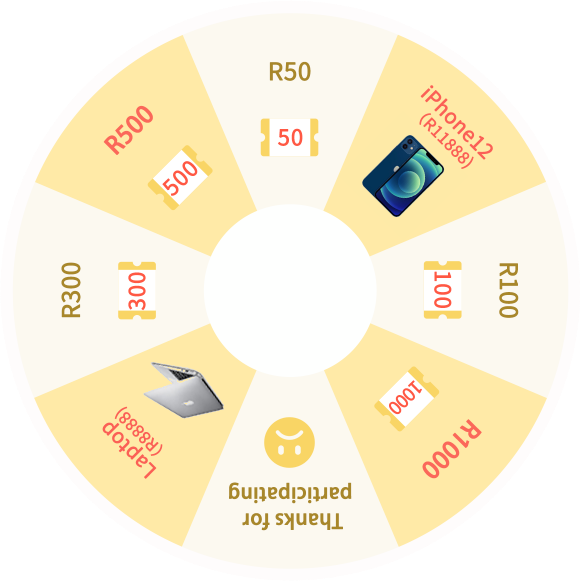 R50
50
iPhone12
(R11888)
R100
100
R1000
1000
Thanks for
participating
Laptop
(R8888)
R300
300
R500
500